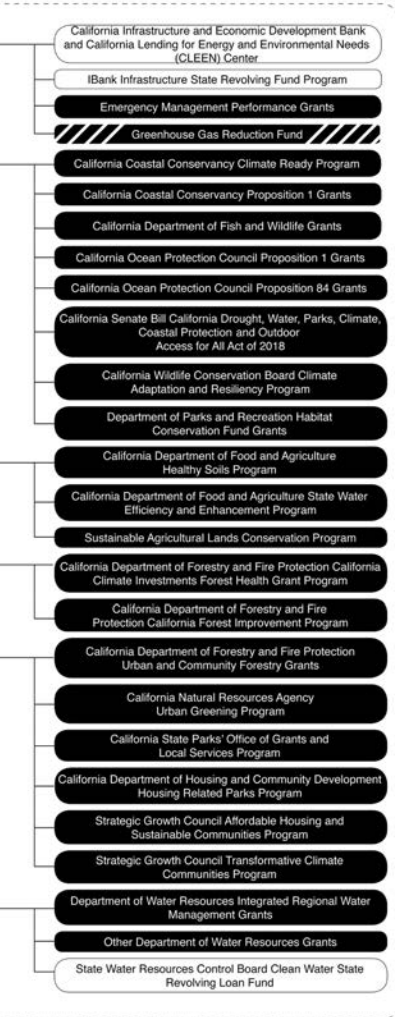 California Infrastructure and Economic Development Bank
and California Lending for Energy and Environmental Needs
(CLEEN) Center
IBank Infrastructure State Revolving Fund Program
Emergency Management Performance Grants
Greenhouse Gas Reduction Fund
California Coastal Conservancy Climate Ready Program
California Coastal Conservancy Proposition 1 Grants
California Department of Fish and Wildlife Grants
California Ocean Protection Council Proposition 1 Grants
California Ocean Protection Council Proposition 84 Grants
California Senate Bill California Drought, Water, Parks, Climate,
Coastal Protection and Outdoor
Access for All Act of 2018
California Wildlife Conservation Board Climate
Adaptation and Resiliency Program
Department of Parks and Recreation Habitat
Conservation Fund Grants
California Department of Food and Agriculture
Healthy Soils Program
California Department of Food and Agriculture State Water
Efficiency and Enhancement Program
Sustainable Agricultural Lands Conservation Program
California Department of Forestry and Fire Protection California
Climate Investments Forest Health Grant Program
California Department of Forestry and Fire
Protection California Forest Improvement Program
California Department of Forestry and Fire Protection
Urban and Community Forestry Grants
California Natural Resources Agency
Urban Greening Program
California State Parks' Office of Grants and
Local Services Program
California Department of Housing and Community Development
Housing Related Parks Program
Strategic Growth Council Affordable Housing and
Sustainable Communities Program
Strategic Growth Council Transformative Climate
Communities Program
Department of Water Resources Integrated Regional Water
Management Grants
Other Department of Water Resources Grants
State Water Resources Control Board Clean Water State
Revolving Loan Fund